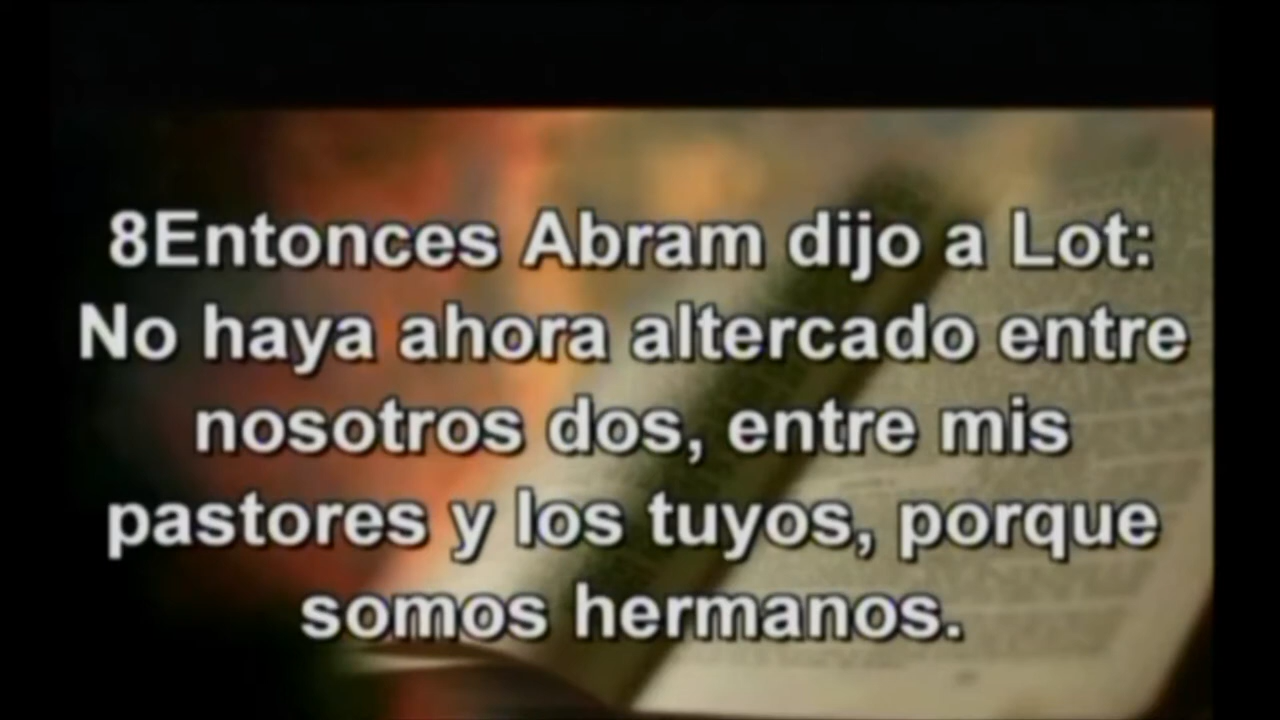 8Entonces Abram dijo a Lot:
No haya ahora altercado entre
nosotros dos, entre mis
pastores y los tuyos, porque
somos hermanos.